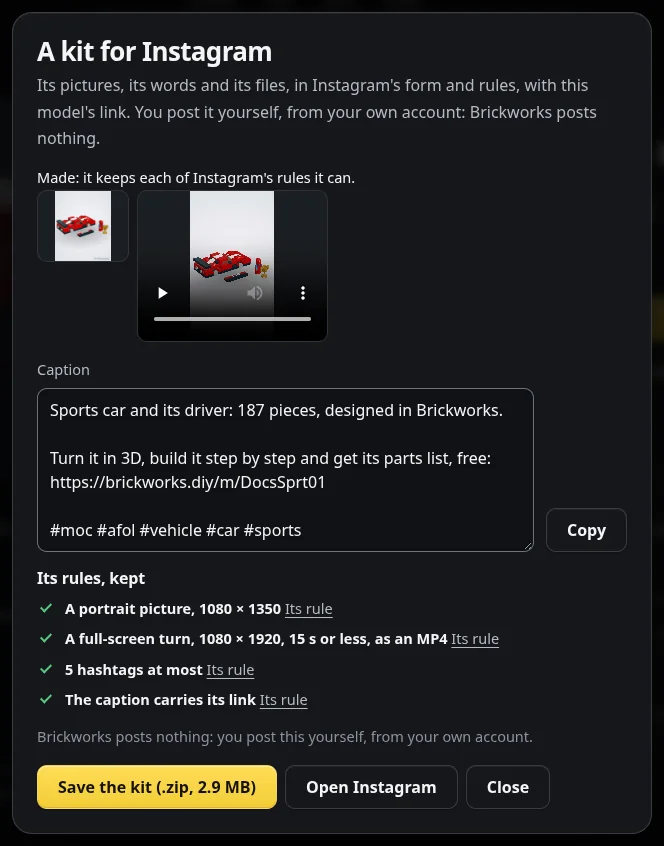 A kit for Instagram
Its pictures, its words and its files, in Instagram's form and rules, with this
model's link. You post it yourself, from your own account: Brickworks posts
nothing.
Made: it keeps each of Instagram's rules it can.
Caption
Sports car and its driver: 187 pieces, designed in Brickworks.
Turn it in 3D, build it step by step and get its parts list, free:
https://brickworks.diy/m/DocsSprt01
#moc #afol #vehicle #car #sports
Copy
Its rules, kept
A portrait picture, 1080 × 1350 Its rule
A full-screen turn, 1080 × 1920, 15 s or less, as an MP4 Its rule
5 hashtags at most Its rule
The caption carries its link Its rule
Brickworks posts nothing: you post this yourself, from your own account.
Save the kit (.zip, 2.9 MB)
Open Instagram
Close